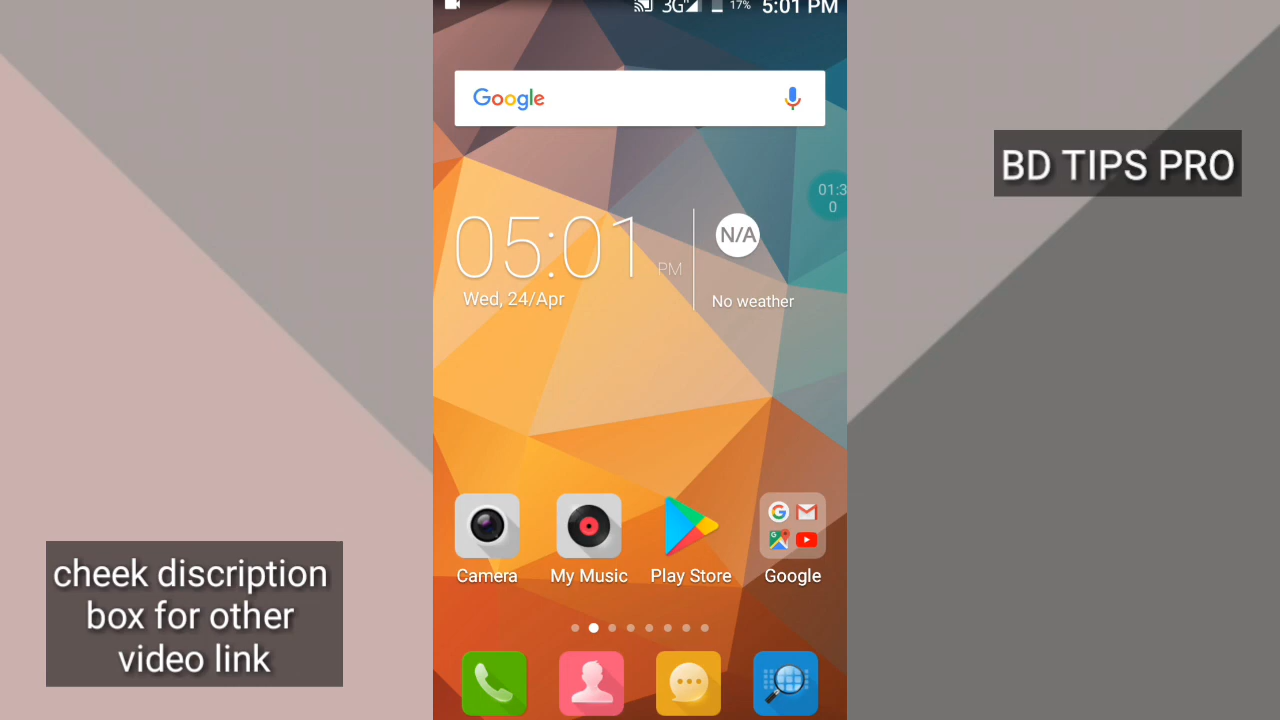 3G 17% 5:01 PM
Google
BD TIPS PRO
01:3
0
05:01 PM
N/A
Wed, 24/Apr
No weather
Camera My Music Play Store Google
cheek discription
box for other
video link